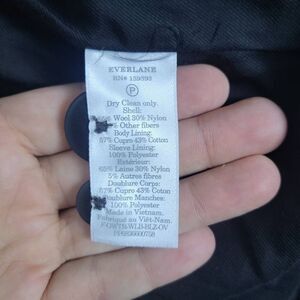 EVERLANE
RN# 139393
P
Dry Clean only.
Shell:
Wool 30% Nylon
% Other fibers
Body Lining:
57% Cupro 43% Cotton
Sleeve Lining:
100% Polyester
Extérieur:
65% Laine 30% Nylon
5% Autres fibres
Doublure Corps:
57% Cupro 43% Coton
Doublure Manches:
100% Polyester
Made in Vietnam.
Fabriqué au Viêt-Nam.